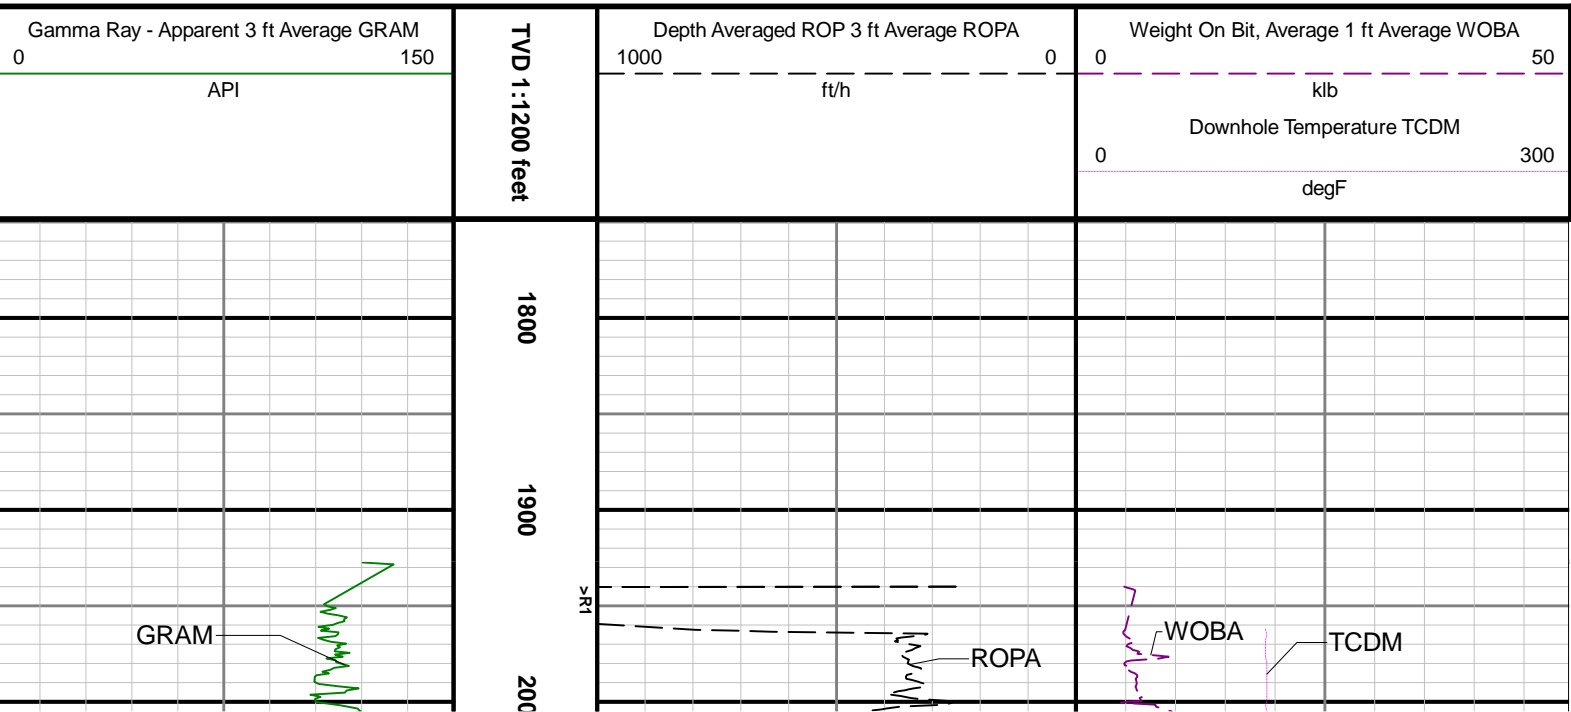 Gamma Ray - Apparent 3 ft Average GRAM
0 150
API
TVD 1:1200 feet
Depth Averaged ROP 3 ft Average ROPA
1000 0
ft/h
Weight On Bit, Average 1 ft Average WOBA
0 50
klb
Downhole Temperature TCDM
0 300
degF
1800
1900
>R1
GRAM
ROPA
WOBA
TCDM
200